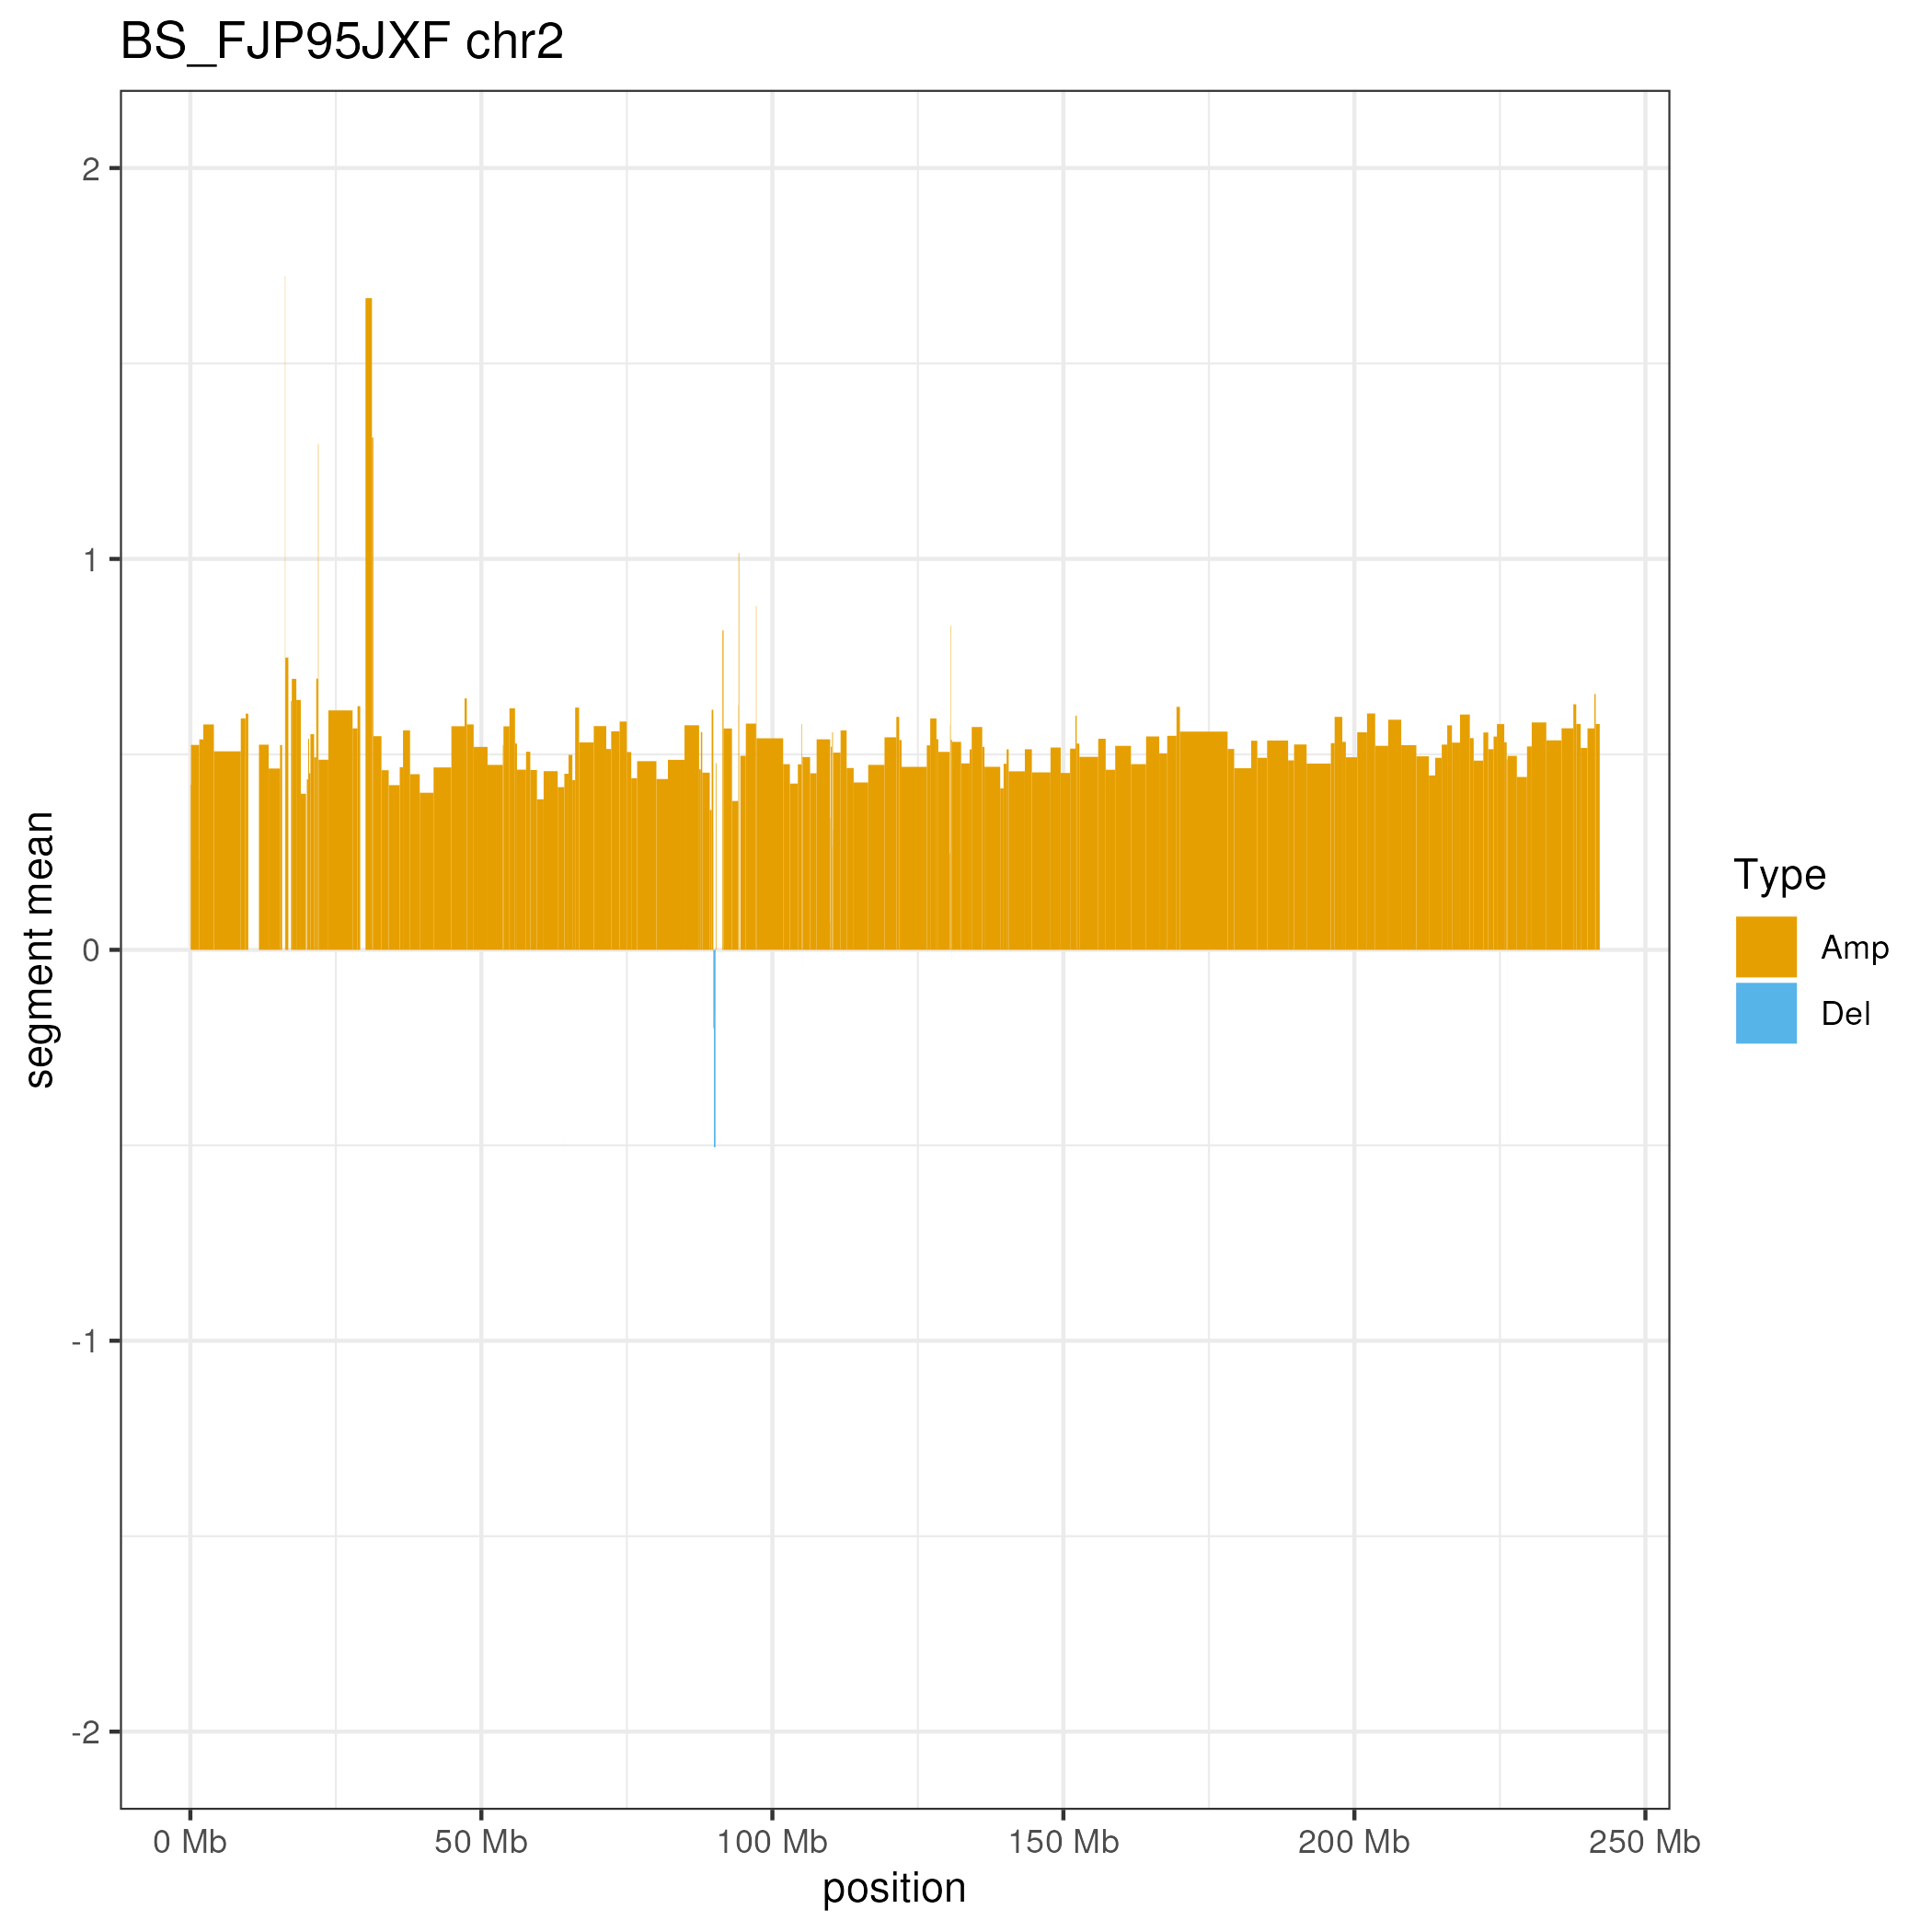 BS_FJP95JXF chr2
2
1
0
-1
-2
segment mean
0 Mb
50 Mb
100 Mb
150 Mb
200 Mb
250 Mb
position
Type
Amp
Del